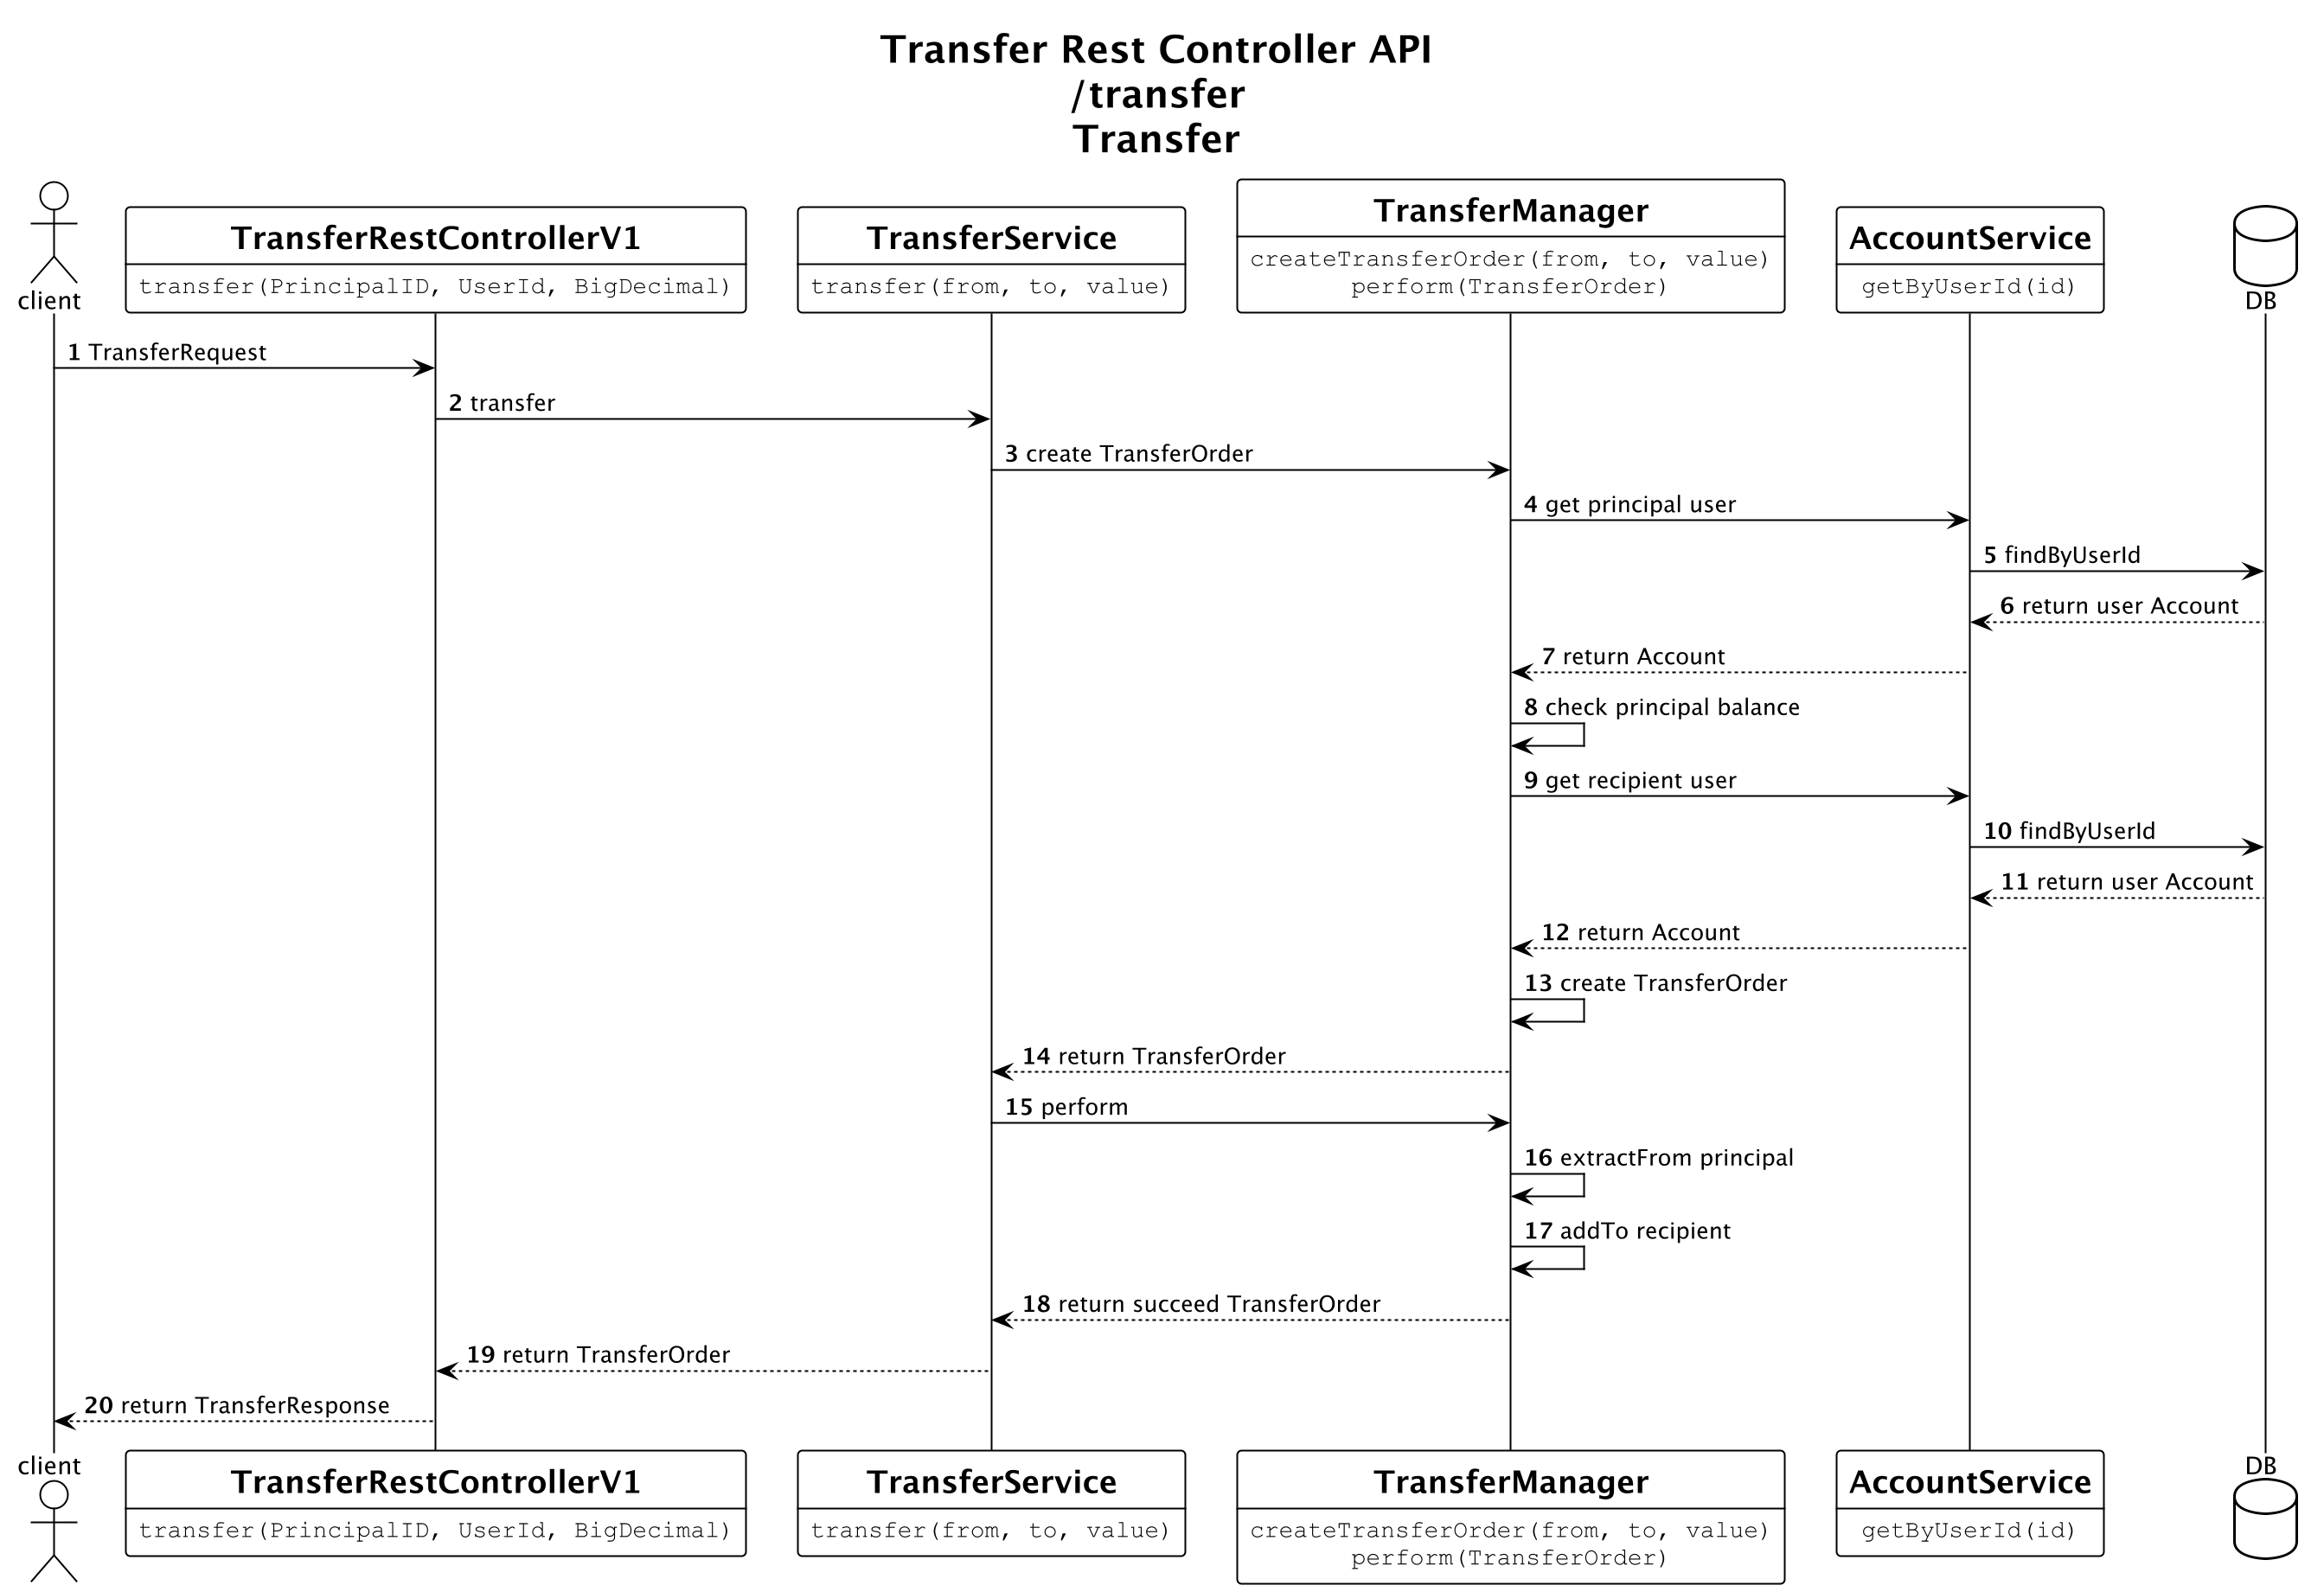 Transfer Rest Controller API
/transfer
Transfer
client
TransferRestControllerV1
transfer(PrincipalID, UserId, BigDecimal)
TransferService
transfer(from, to, value)
TransferManager
createTransferOrder(from, to, value)
perform(TransferOrder)
AccountService
getByUserId(id)
DB
1 TransferRequest
2 transfer
3 create TransferOrder
4 get principal user
5 findByUserId
6 return user Account
7 return Account
8 check principal balance
9 get recipient user
10 findByUserId
11 return user Account
12 return Account
13 create TransferOrder
14 return TransferOrder
15 perform
16 extractFrom principal
17 addTo recipient
18 return succeed TransferOrder
19 return TransferOrder
20 return TransferResponse
client
TransferRestControllerV1
transfer(PrincipalID, UserId, BigDecimal)
TransferService
transfer(from, to, value)
TransferManager
createTransferOrder(from, to, value)
perform(TransferOrder)
AccountService
getByUserId(id)
DB